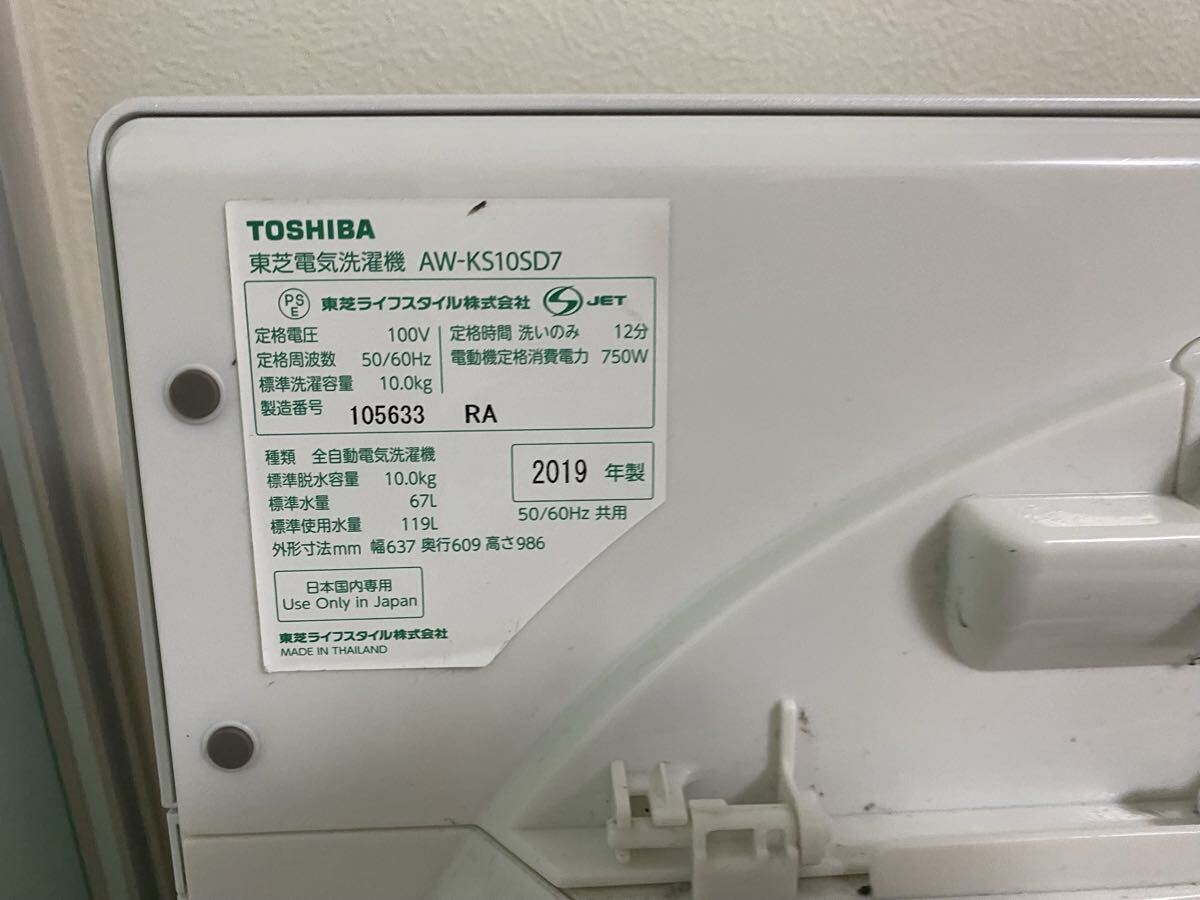 TOSHIBA
東芝電気洗濯機 AW-KS10SD7
PSE 東芝ライフスタイル株式会社 S JET
定格電圧 100V
定格周波数 50/60Hz
標準洗濯容量 10.0kg
定格時間 洗いのみ 12分
電動機定格消費電力 750W
製造番号 105633 RA
種類 全自動電気洗濯機
標準脱水容量 10.0kg
標準水量 67L
標準使用水量 119L
外形寸法mm 幅637 奥行609 高さ986
2019 年製
50/60Hz 共用
日本国内専用
Use Only in Japan
東芝ライフスタイル株式会社
MADE IN THAILAND